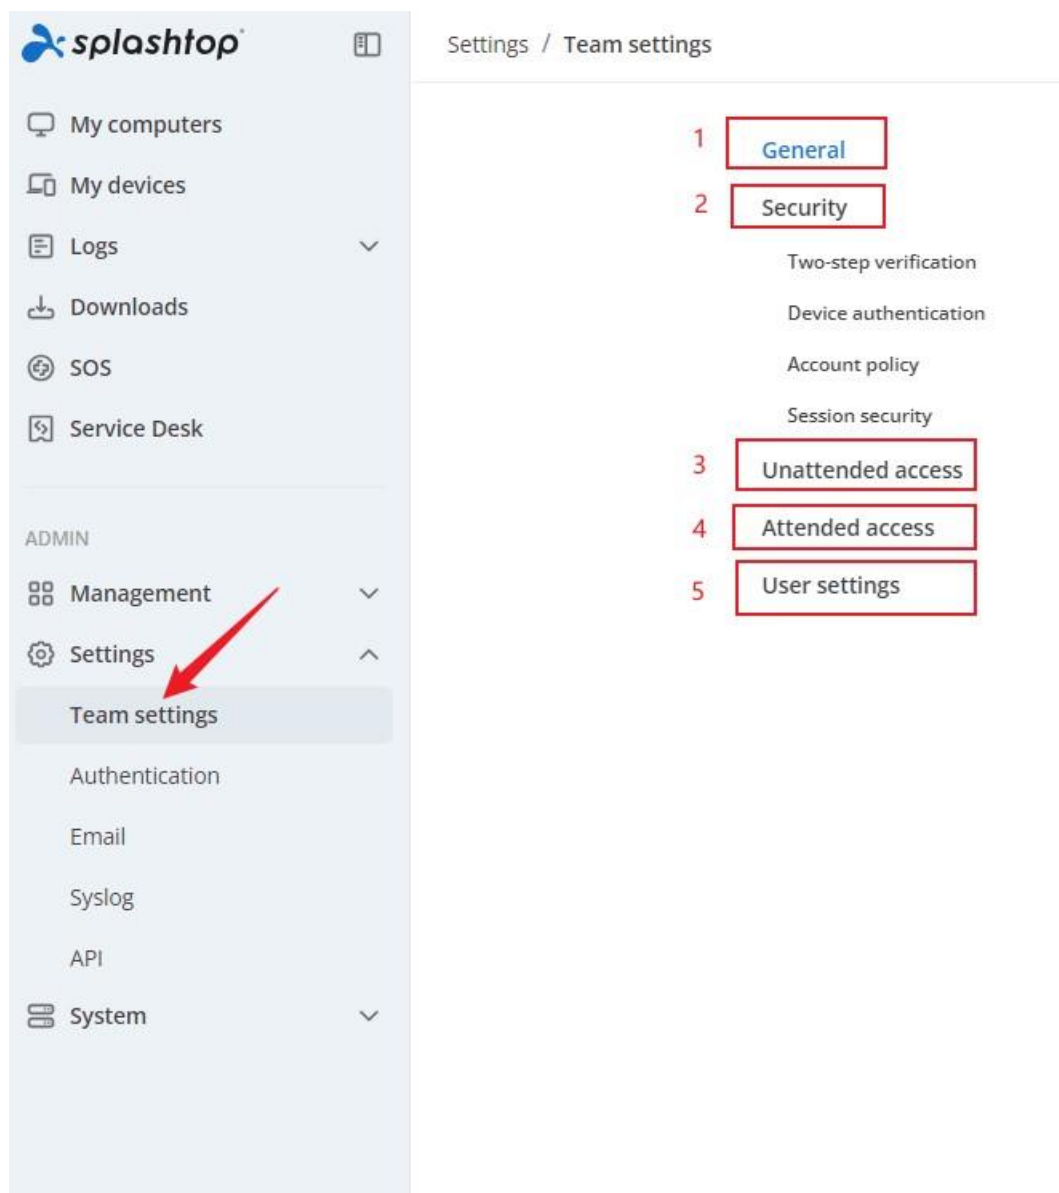 splashtop
My computers
My devices
Logs
Downloads
SOS
Service Desk
ADMIN
Management
Settings
Team settings
Authentication
Email
Syslog
API
System
Settings / Team settings
1 General
2 Security
Two-step verification
Device authentication
Account policy
Session security
3 Unattended access
4 Attended access
5 User settings